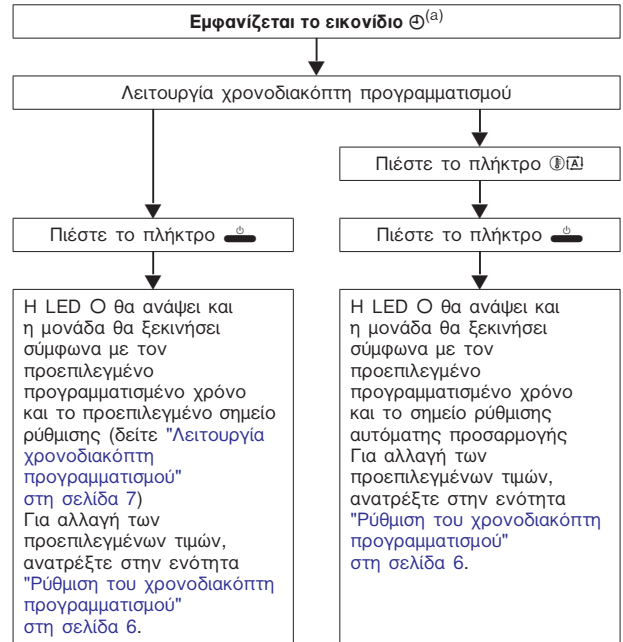 Εμφανίζεται το εικονίδιο (a)
Λειτουργία χρονοδιακόπτη προγραμματισμού
Πιέστε το πλήκτρο A
Πιέστε το πλήκτρο
Πιέστε το πλήκτρο
Η LED θα ανάψει και
η μονάδα θα ξεκινήσει
σύμφωνα με τον
προεπιλεγμένο
προγραμματισμένο χρόνο
και το προεπιλεγμένο σημείο
ρύθμισης (δείτε "Λειτουργία
χρονοδιακόπτη
προγραμματισμού"
στη σελίδα 7)
Για αλλαγή των
προεπιλεγμένων τιμών,
ανατρέξτε στην ενότητα
"Ρύθμιση του χρονοδιακόπτη
προγραμματισμού"
στη σελίδα 6.
Η LED θα ανάψει και
η μονάδα θα ξεκινήσει
σύμφωνα με τον
προεπιλεγμένο
προγραμματισμένο χρόνο
και το σημείο ρύθμισης
αυτόματης προσαρμογής
Για αλλαγή των
προεπιλεγμένων τιμών,
ανατρέξτε στην ενότητα
"Ρύθμιση του χρονοδιακόπτη
προγραμματισμού"
στη σελίδα 6.